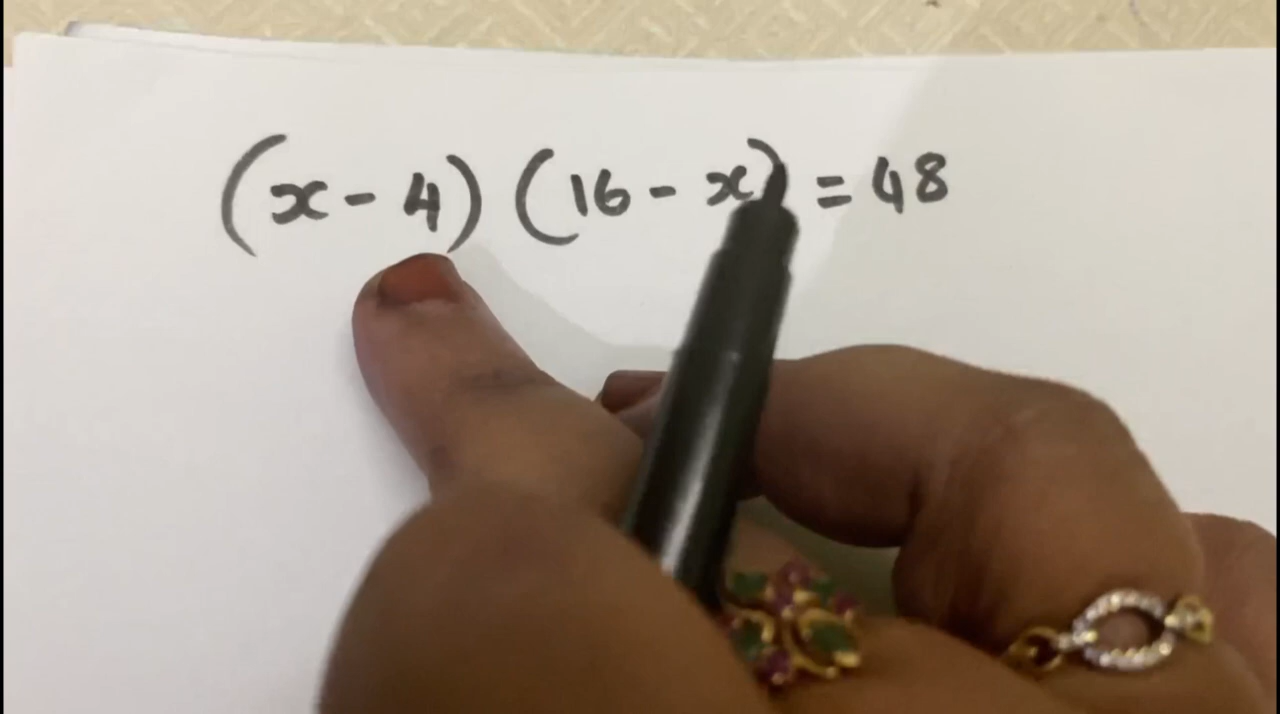 (x - 4) (16 - x) = 48